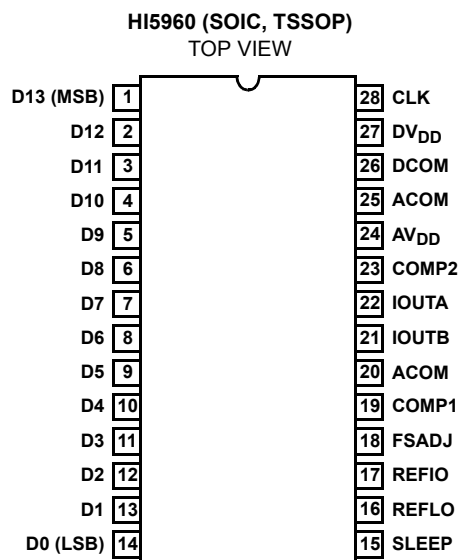 HI5960 (SOIC, TSSOP)
TOP VIEW
D13 (MSB) 1 28 CLK
D12 2 27 DVDD
D11 3 26 DCOM
D10 4 25 ACOM
D9 5 24 AVDD
D8 6 23 COMP2
D7 7 22 IOUTA
D6 8 21 IOUTB
D5 9 20 ACOM
D4 10 19 COMP1
D3 11 18 FSADJ
D2 12 17 REFIO
D1 13 16 REFLO
D0 (LSB) 14 15 SLEEP